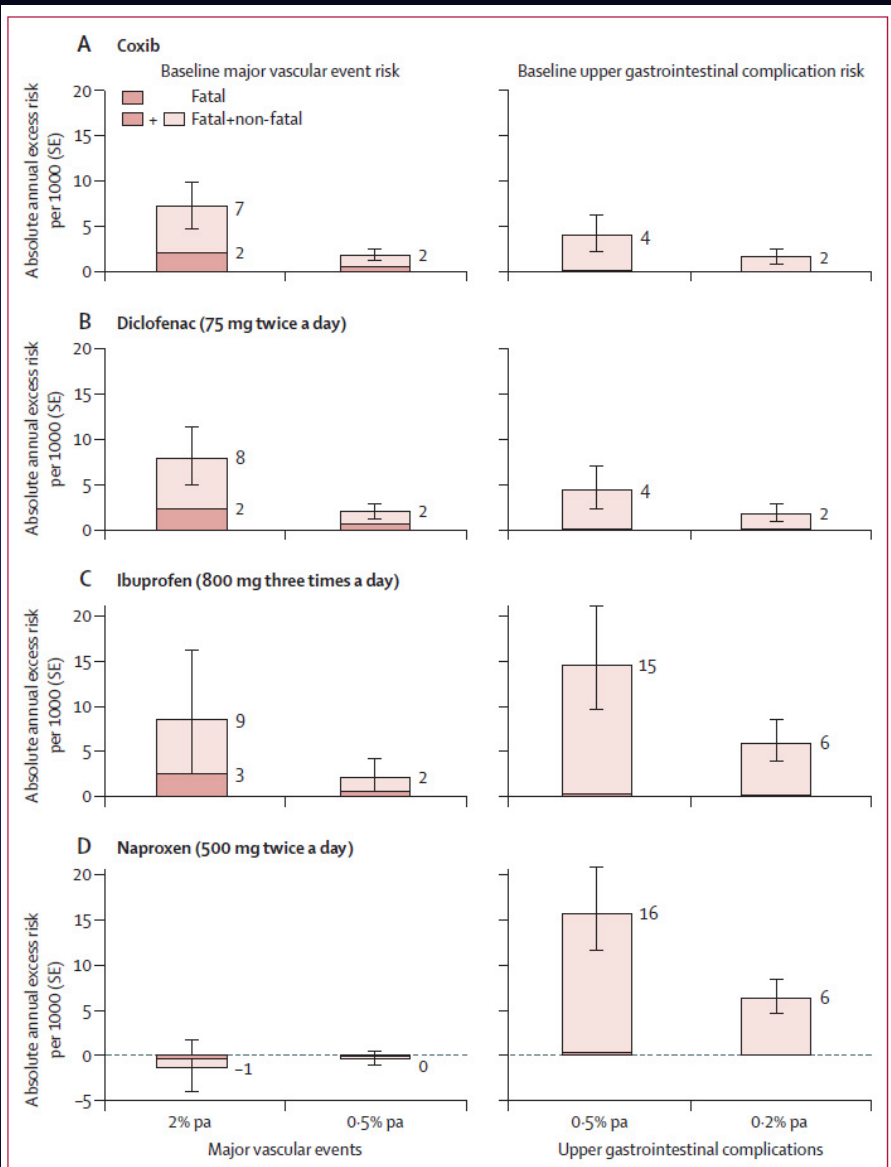 A Coxib
Baseline major vascular event risk
Baseline upper gastrointestinal complication risk
Fatal
+ Fatal+non-fatal
Absolute annual excess risk
per 1000 (SE)
20
15
10
5
0
7
2
2
4
2
B Diclofenac (75 mg twice a day)
Absolute annual excess risk
per 1000 (SE)
20
15
10
5
0
8
2
2
4
2
C Ibuprofen (800 mg three times a day)
Absolute annual excess risk
per 1000 (SE)
20
15
10
5
0
9
3
2
15
6
D Naproxen (500 mg twice a day)
Absolute annual excess risk
per 1000 (SE)
20
15
10
5
0
–5
–1
0
16
6
2% pa
0·5% pa
0·5% pa
0·2% pa
Major vascular events
Upper gastrointestinal complications